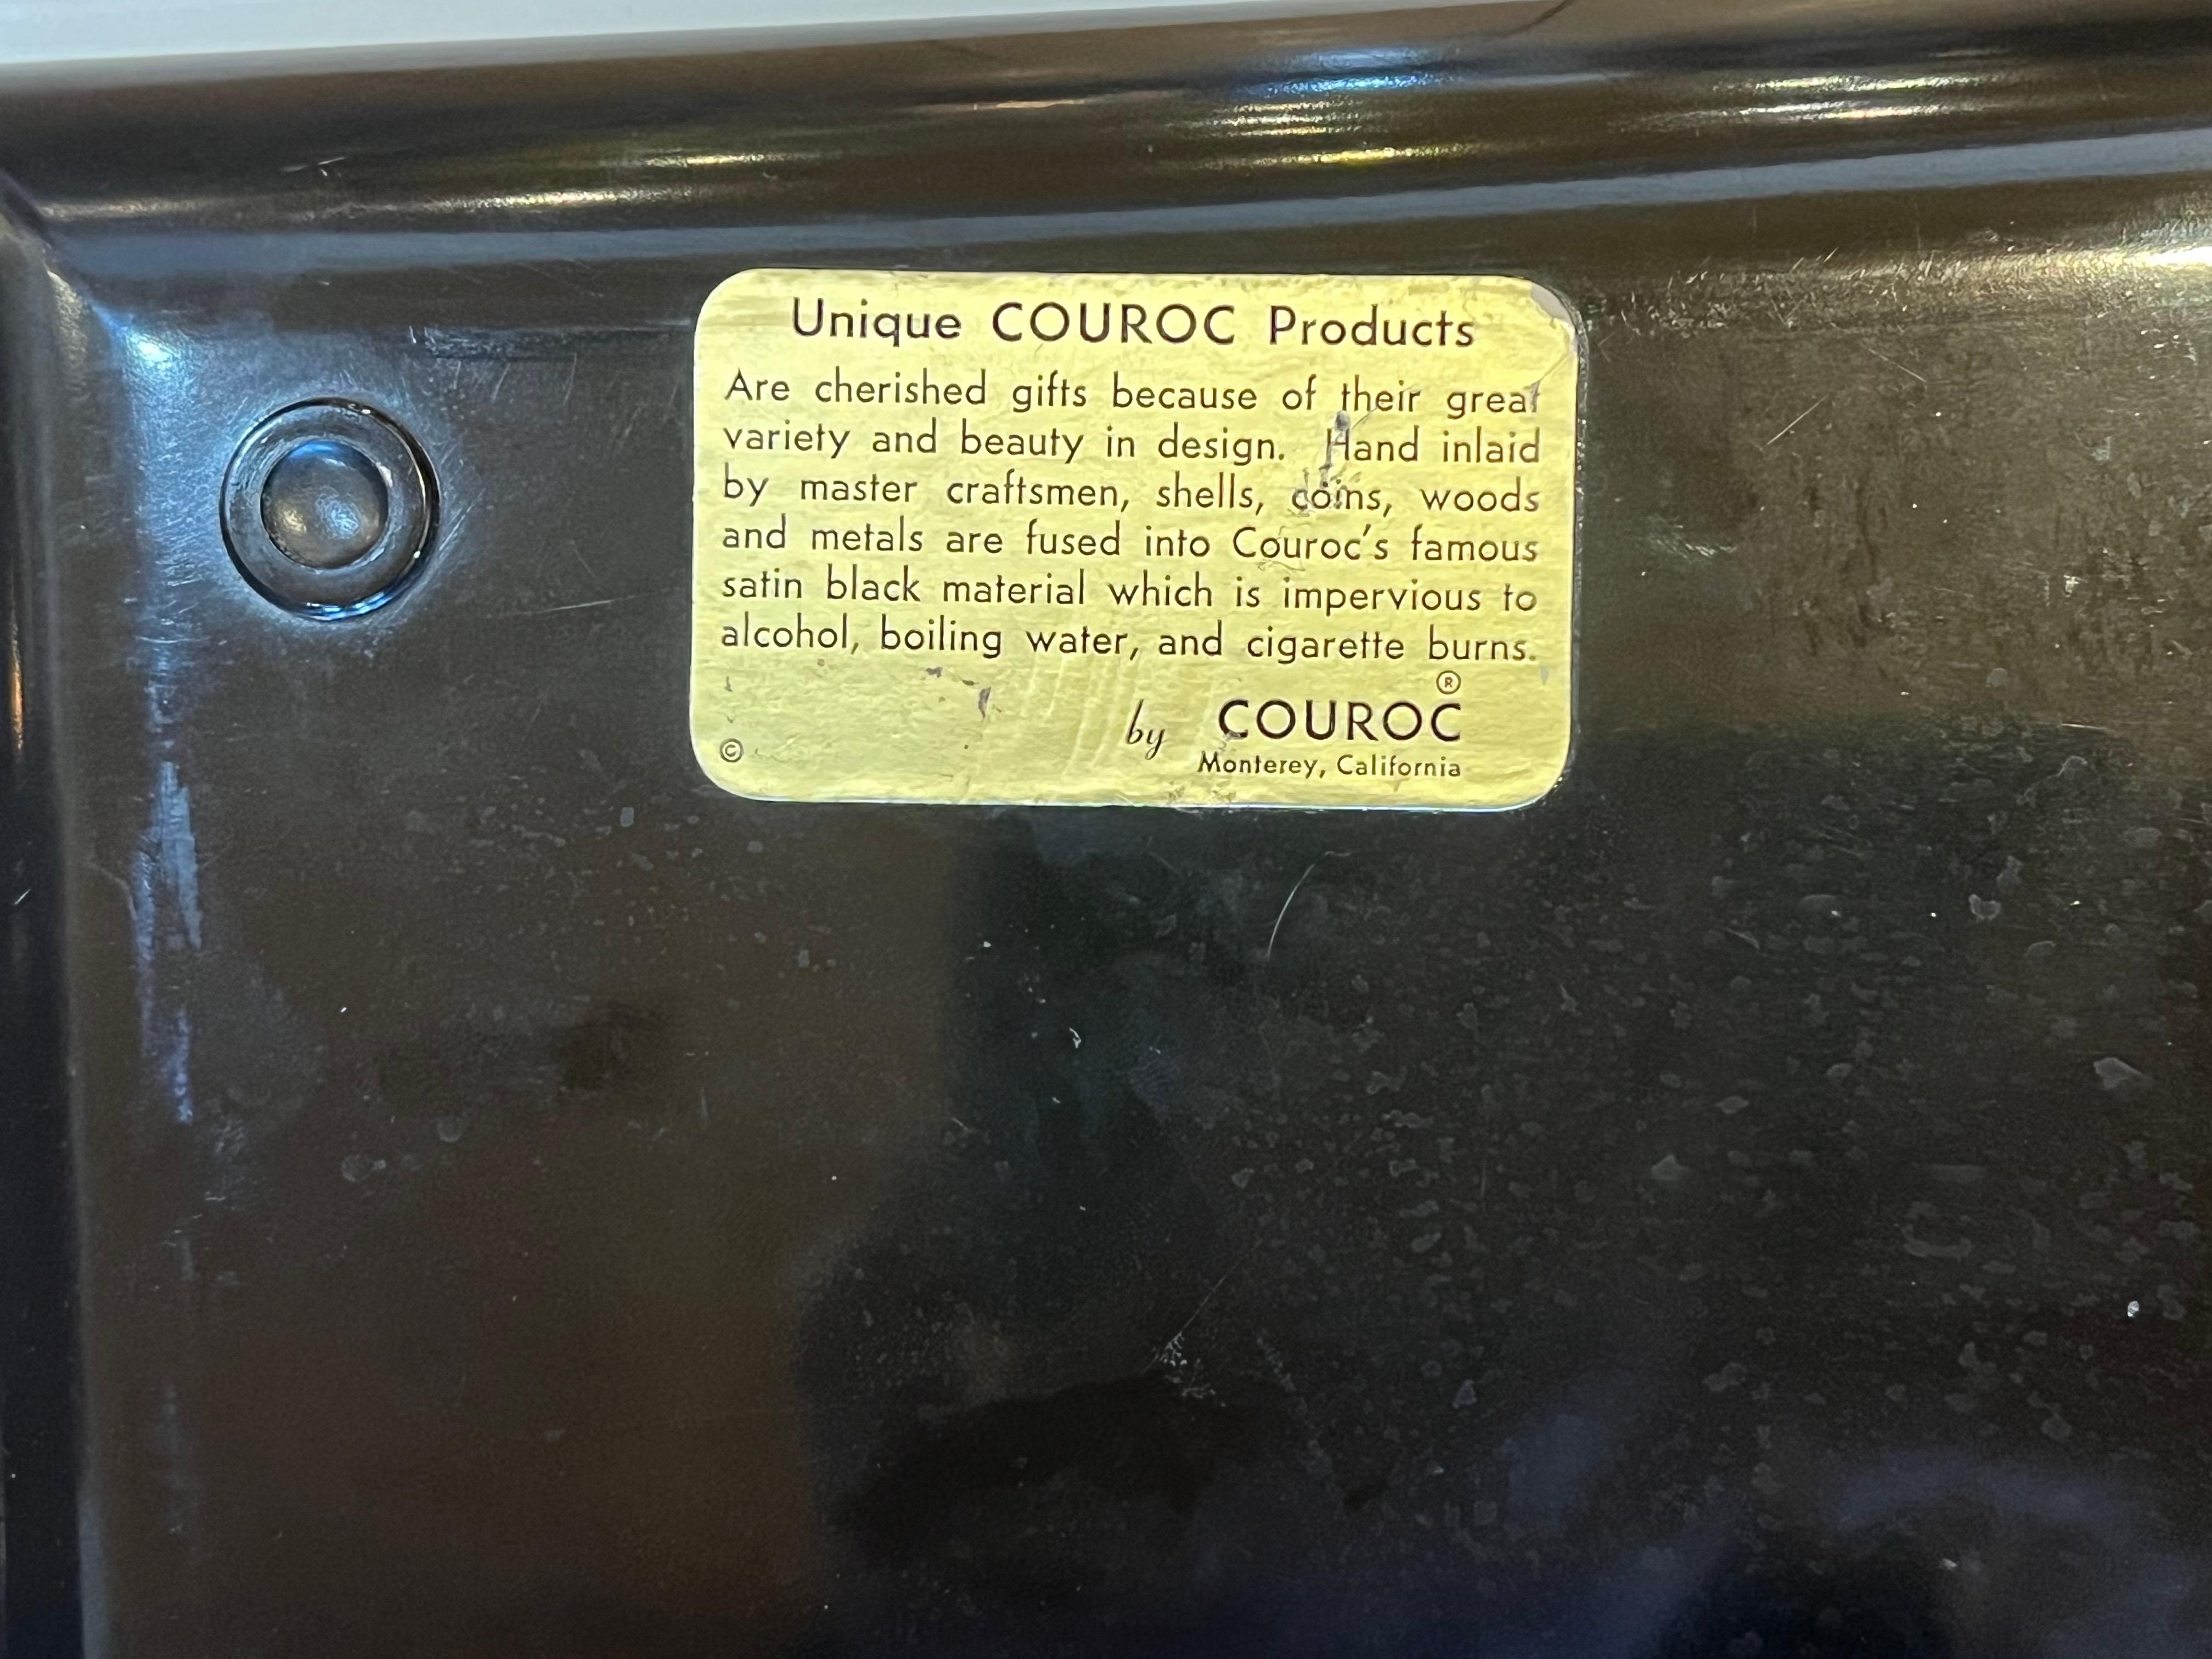 Unique COUROC Products
Are cherished gifts because of their great
variety and beauty in design. Hand inlaid
by master craftsmen, shells, coins, woods
and metals are fused into Couroc's famous
satin black material which is impervious to
alcohol, boiling water, and cigarette burns.
®
by COUROC
© Monterey, California